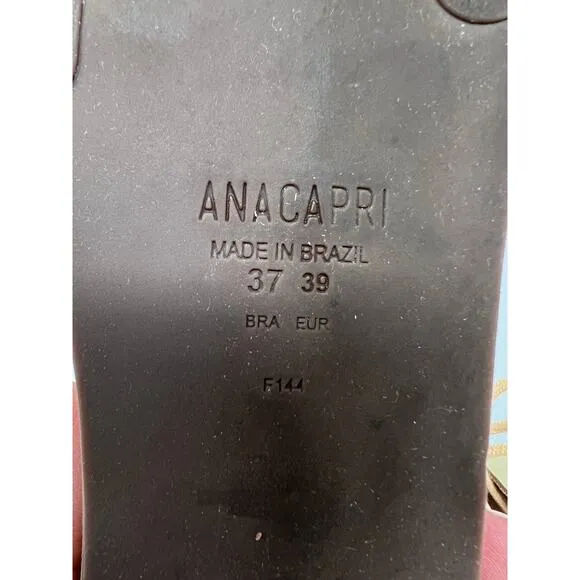 ANACAPRI
MADE IN BRAZIL
37 39
BRA EUR
F144